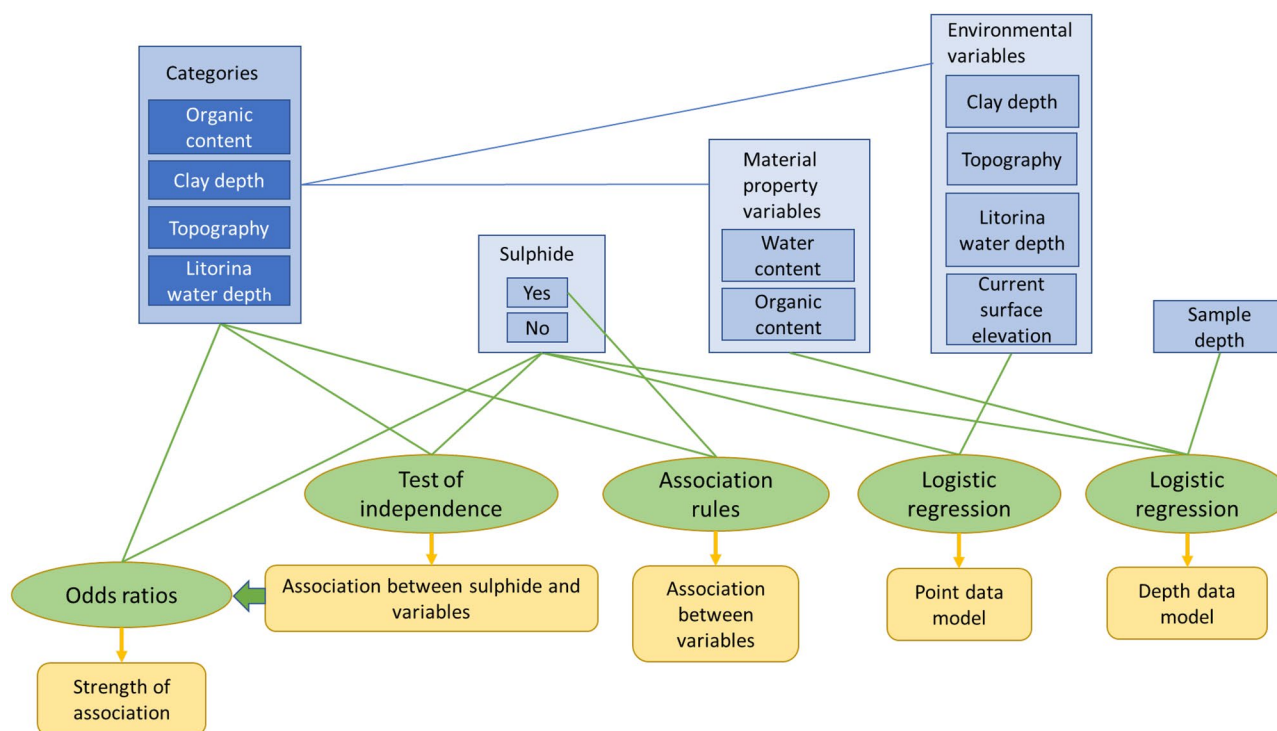 Categories
Organic
content
Clay depth
Topography
Litorina
water depth
Sulphide
Yes
No
Material
property
variables
Water
content
Organic
content
Environmental
variables
Clay depth
Topography
Litorina
water depth
Current
surface
elevation
Sample
depth
Test of
independence
Association
rules
Logistic
regression
Logistic
regression
Odds ratios
Association between sulphide and
variables
Association
between
variables
Point data
model
Depth data
model
Strength of
association